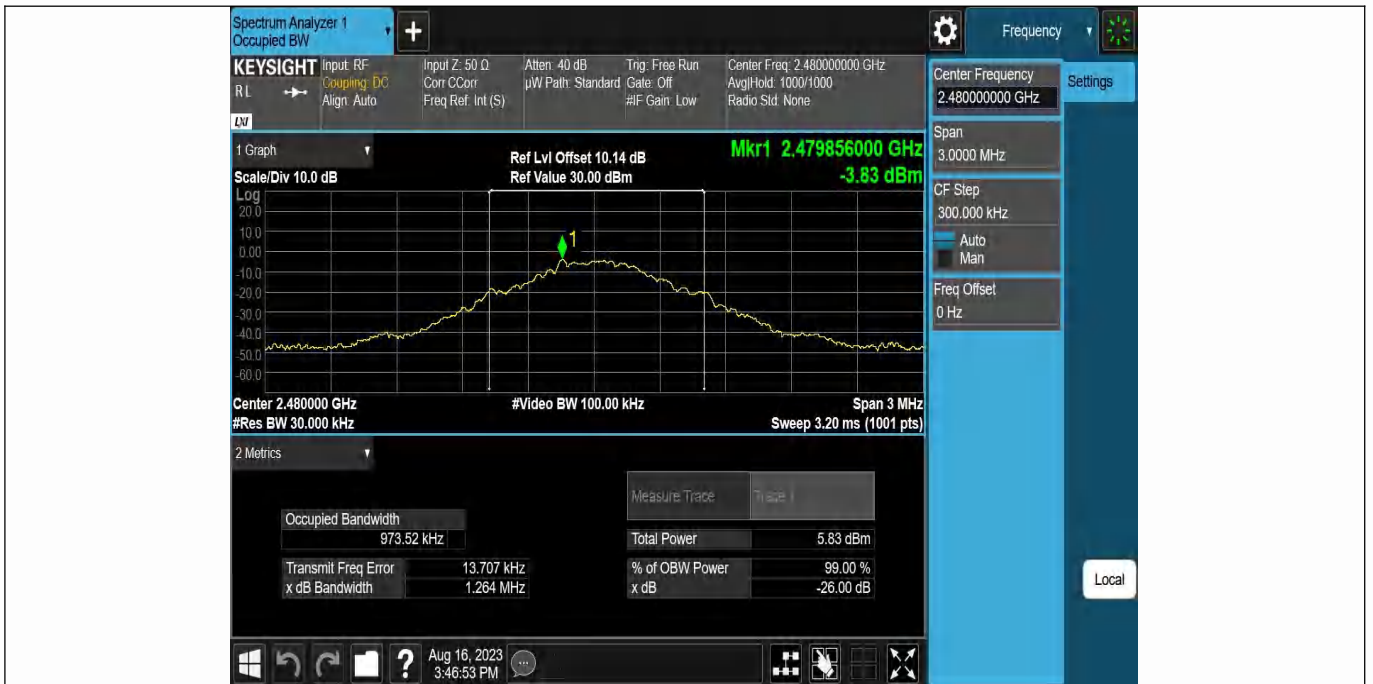 Spectrum Analyzer 1
Occupied BW
+
Frequency
KEYSIGHT
R L
LXI
Input: RF
Coupling: DC
Align: Auto
Input Z: 50 Ω
Corr CCorr
Freq Ref: Int (S)
Atten: 40 dB
µW Path: Standard
Trig: Free Run
Gate: Off
#IF Gain: Low
Center Freq: 2.480000000 GHz
Avg|Hold: 1000/1000
Radio Std: None
Center Frequency
2.480000000 GHz
Settings
Span
3.0000 MHz
CF Step
300.000 kHz
Auto
Man
Freq Offset
0 Hz
Local
1 Graph
Scale/Div 10.0 dB
Ref Lvl Offset 10.14 dB
Ref Value 30.00 dBm
Mkr1 2.479856000 GHz
-3.83 dBm
Log
20.0
10.0
0.00
-10.0
-20.0
-30.0
-40.0
-50.0
-60.0
1
Center 2.480000 GHz
#Res BW 30.000 kHz
#Video BW 100.00 kHz
Span 3 MHz
Sweep 3.20 ms (1001 pts)
2 Metrics
Measure Trace Trace 1
Occupied Bandwidth
973.52 kHz
Total Power 5.83 dBm
Transmit Freq Error 13.707 kHz
% of OBW Power 99.00 %
x dB Bandwidth 1.264 MHz
x dB -26.00 dB
?
Aug 16, 2023
3:46:53 PM